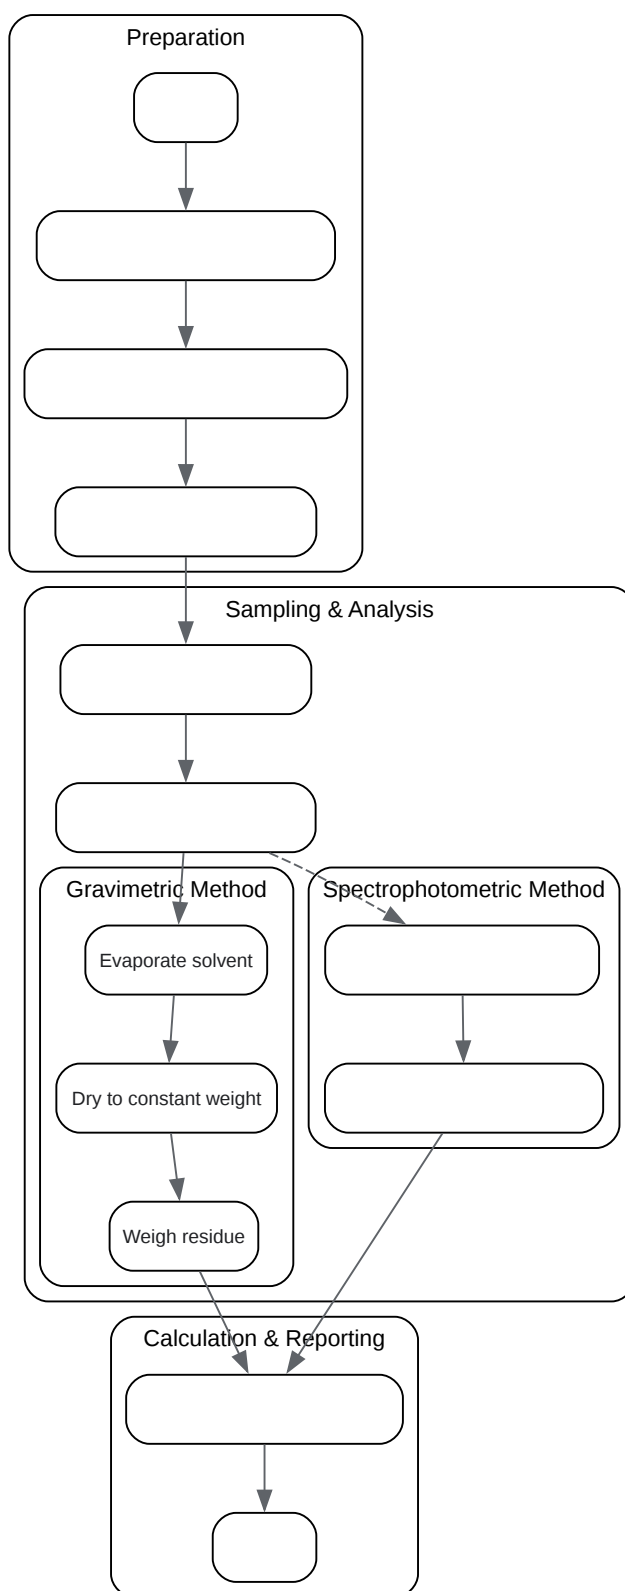 Preparation
Sampling & Analysis
Gravimetric Method
Spectrophotometric Method
Evaporate solvent
Dry to constant weight
Weigh residue
Calculation & Reporting